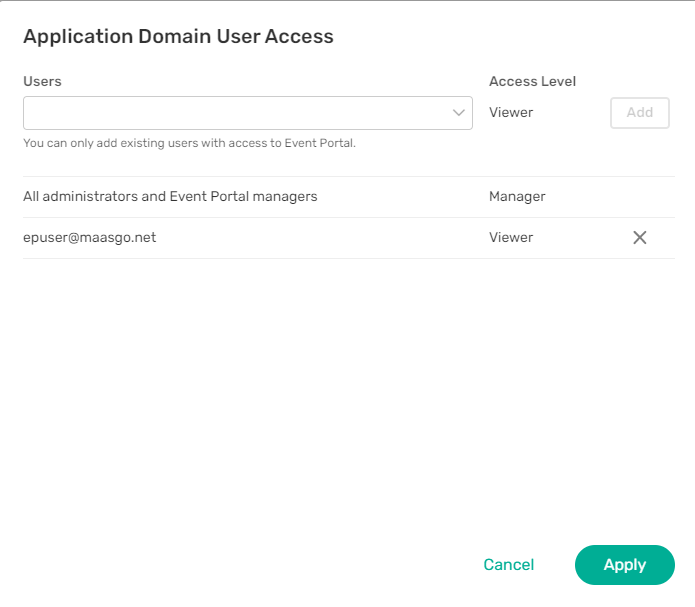 Application Domain User Access
Users
Access Level
Viewer
Add
You can only add existing users with access to Event Portal.
All administrators and Event Portal managers
Manager
epuser@maasgo.net
Viewer
Cancel
Apply